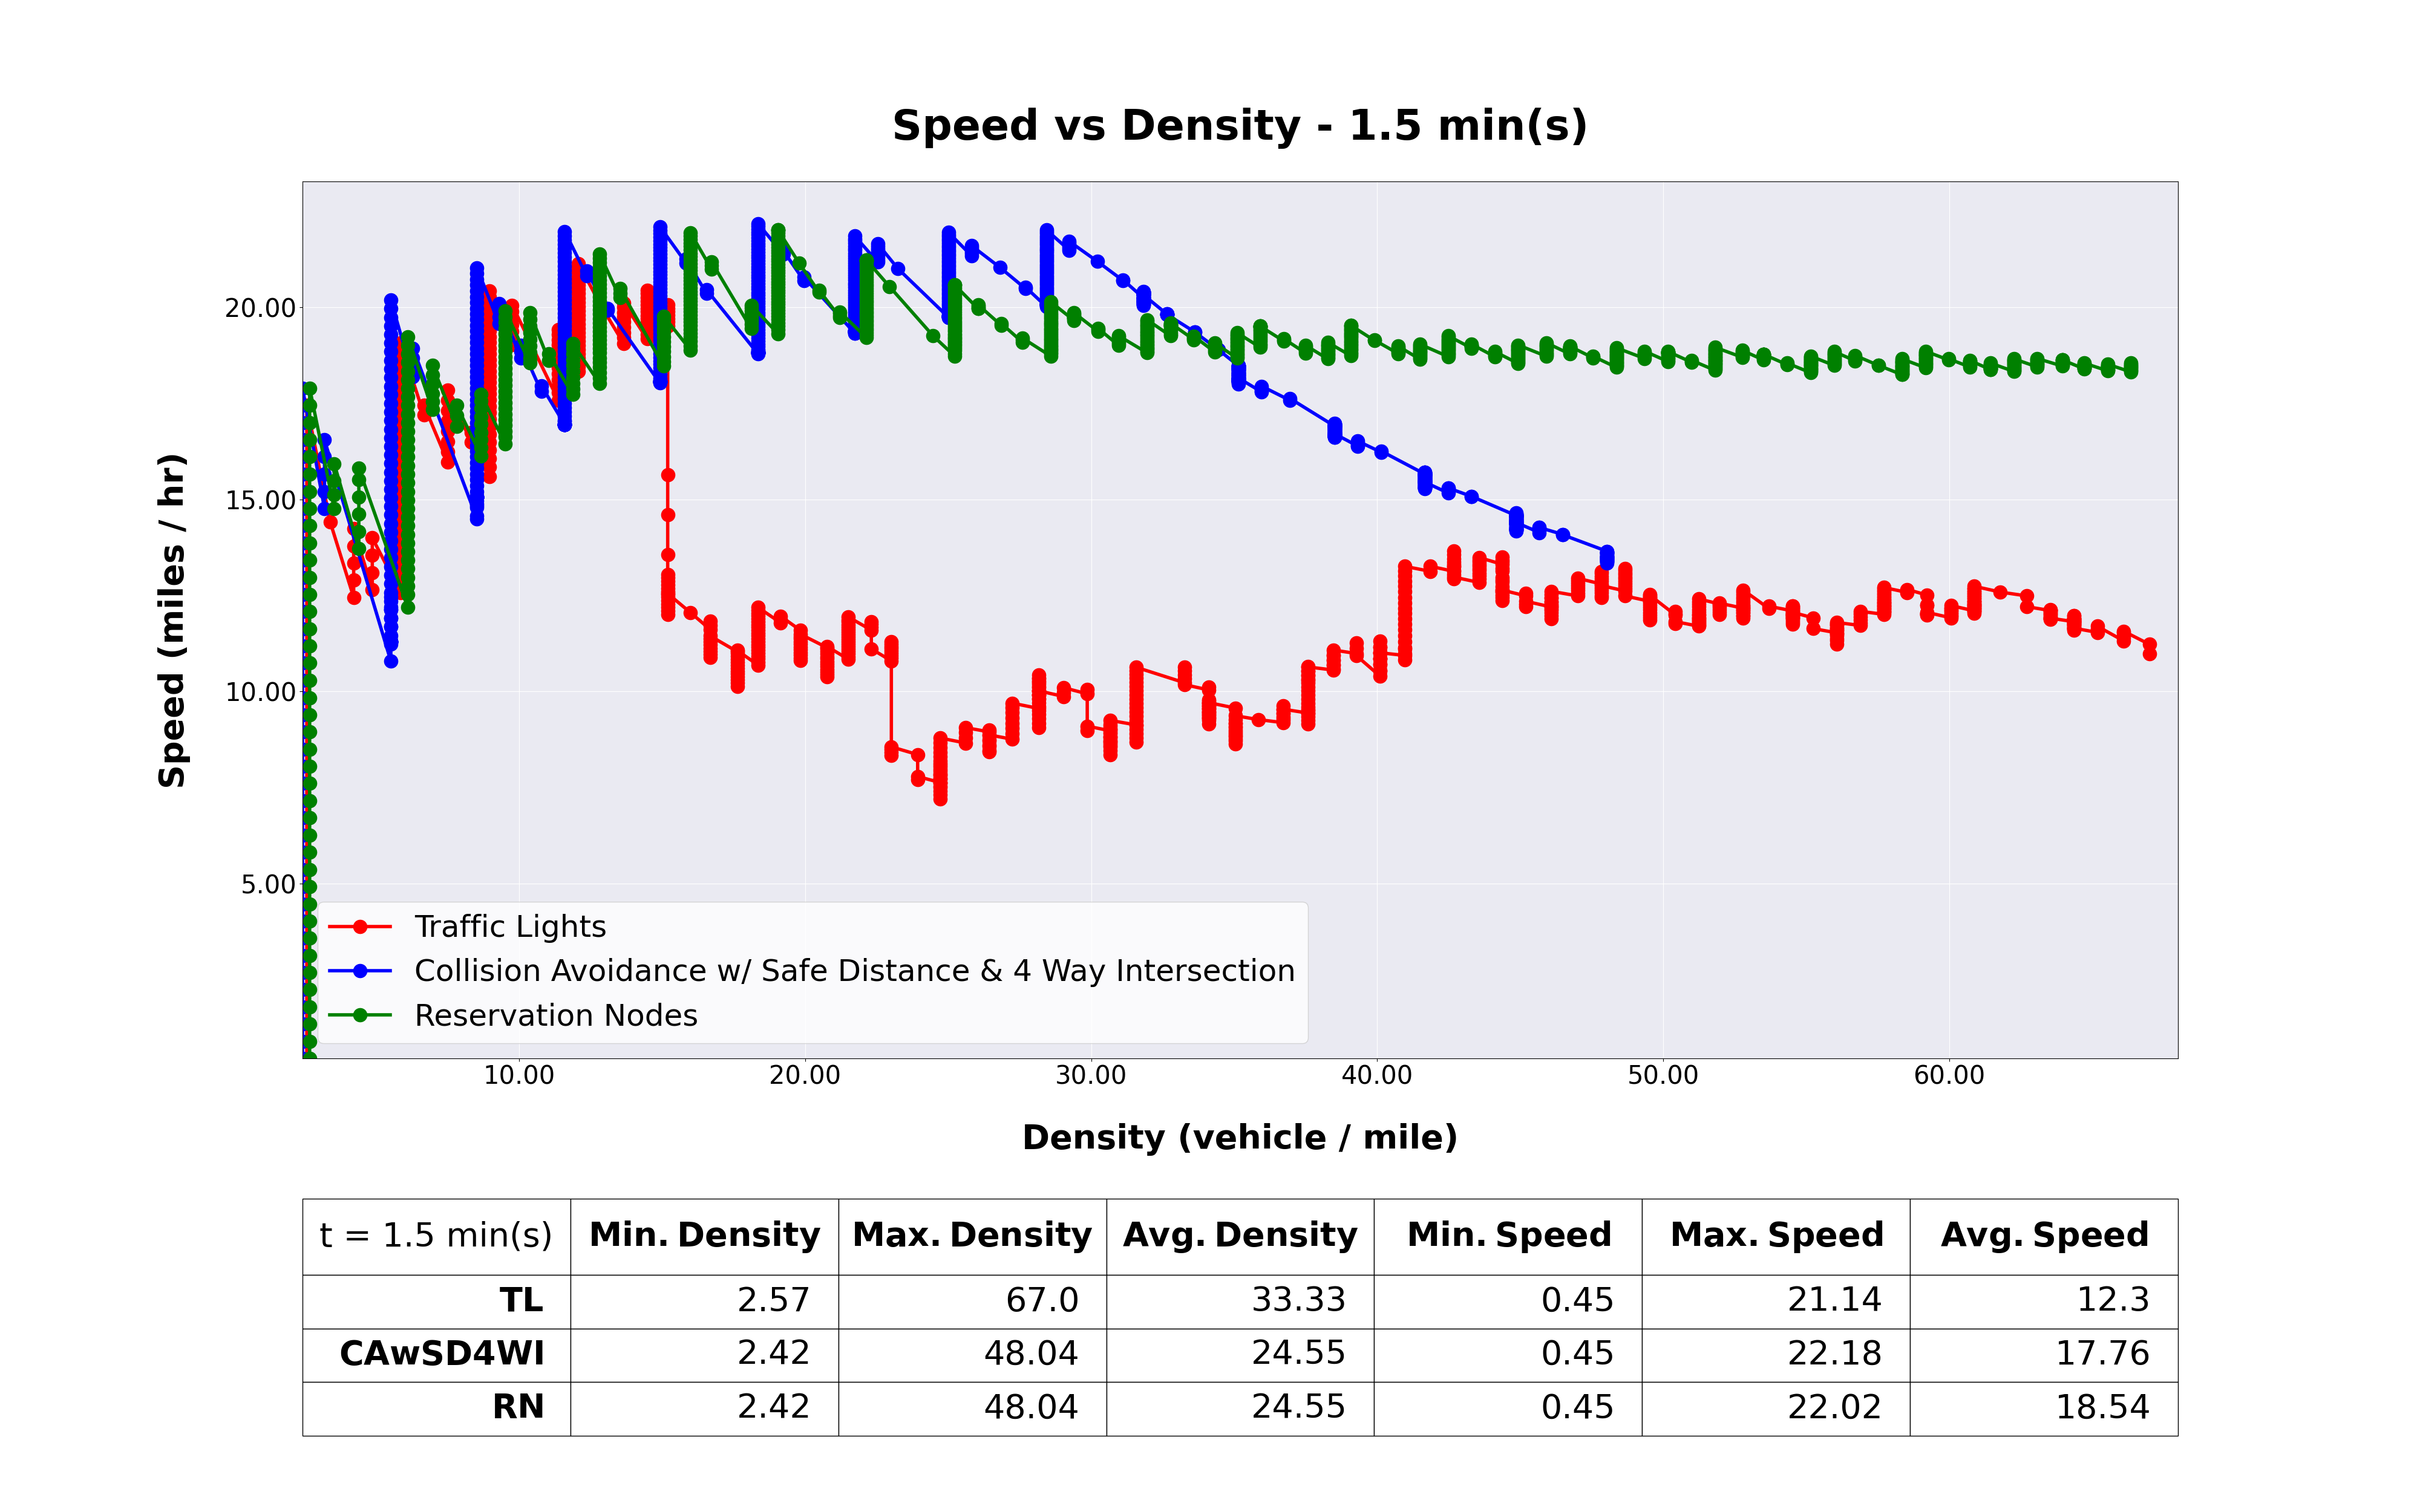 Speed vs Density - 1.5 min(s)
Speed (miles / hr)
20.00
15.00
10.00
5.00
Traffic Lights
Collision Avoidance w/ Safe Distance & 4 Way Intersection
Reservation Nodes
10.00 20.00 30.00 40.00 50.00 60.00
Density (vehicle / mile)
t = 1.5 min(s) Min. Density Max. Density Avg. Density Min. Speed Max. Speed Avg. Speed
TL 2.57 67.0 33.33 0.45 21.14 12.3
CAwSD4WI 2.42 48.04 24.55 0.45 22.18 17.76
RN 2.42 48.04 24.55 0.45 22.02 18.54